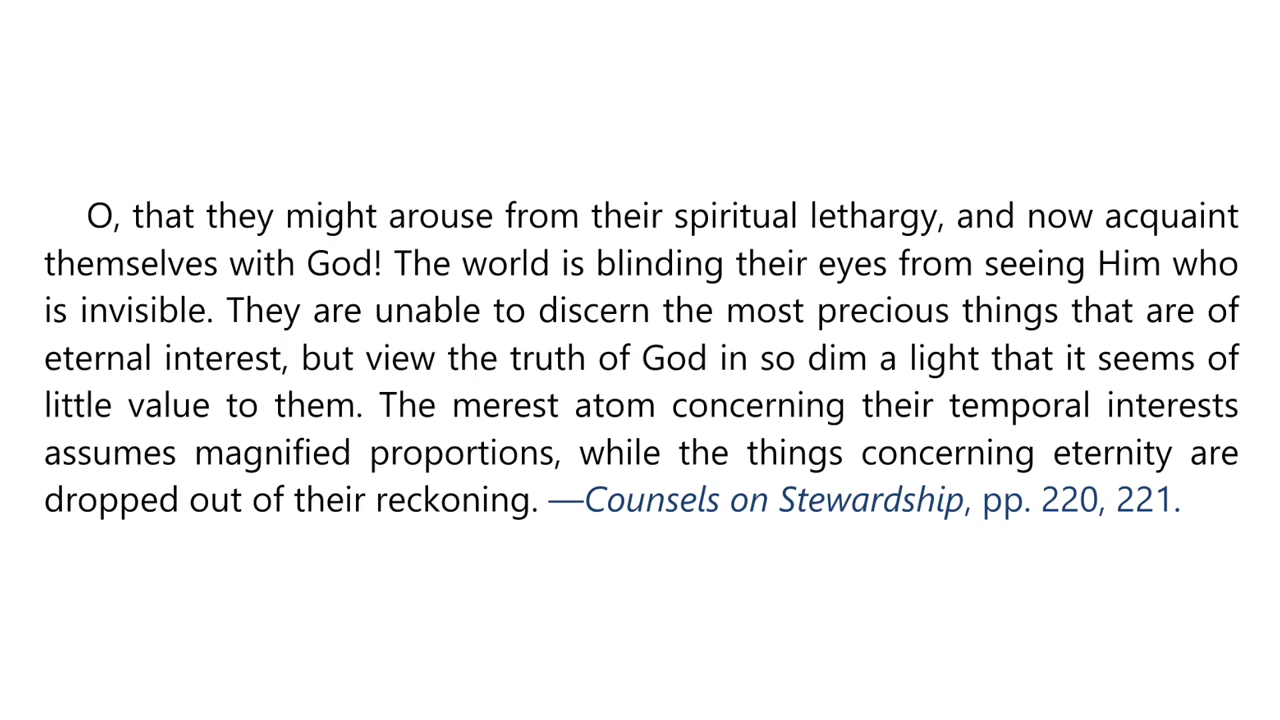 O, that they might arouse from their spiritual lethargy, and now acquaint
themselves with God! The world is blinding their eyes from seeing Him who
is invisible. They are unable to discern the most precious things that are of
eternal interest, but view the truth of God in so dim a light that it seems of
little value to them. The merest atom concerning their temporal interests
assumes magnified proportions, while the things concerning eternity are
dropped out of their reckoning. —Counsels on Stewardship, pp. 220, 221.